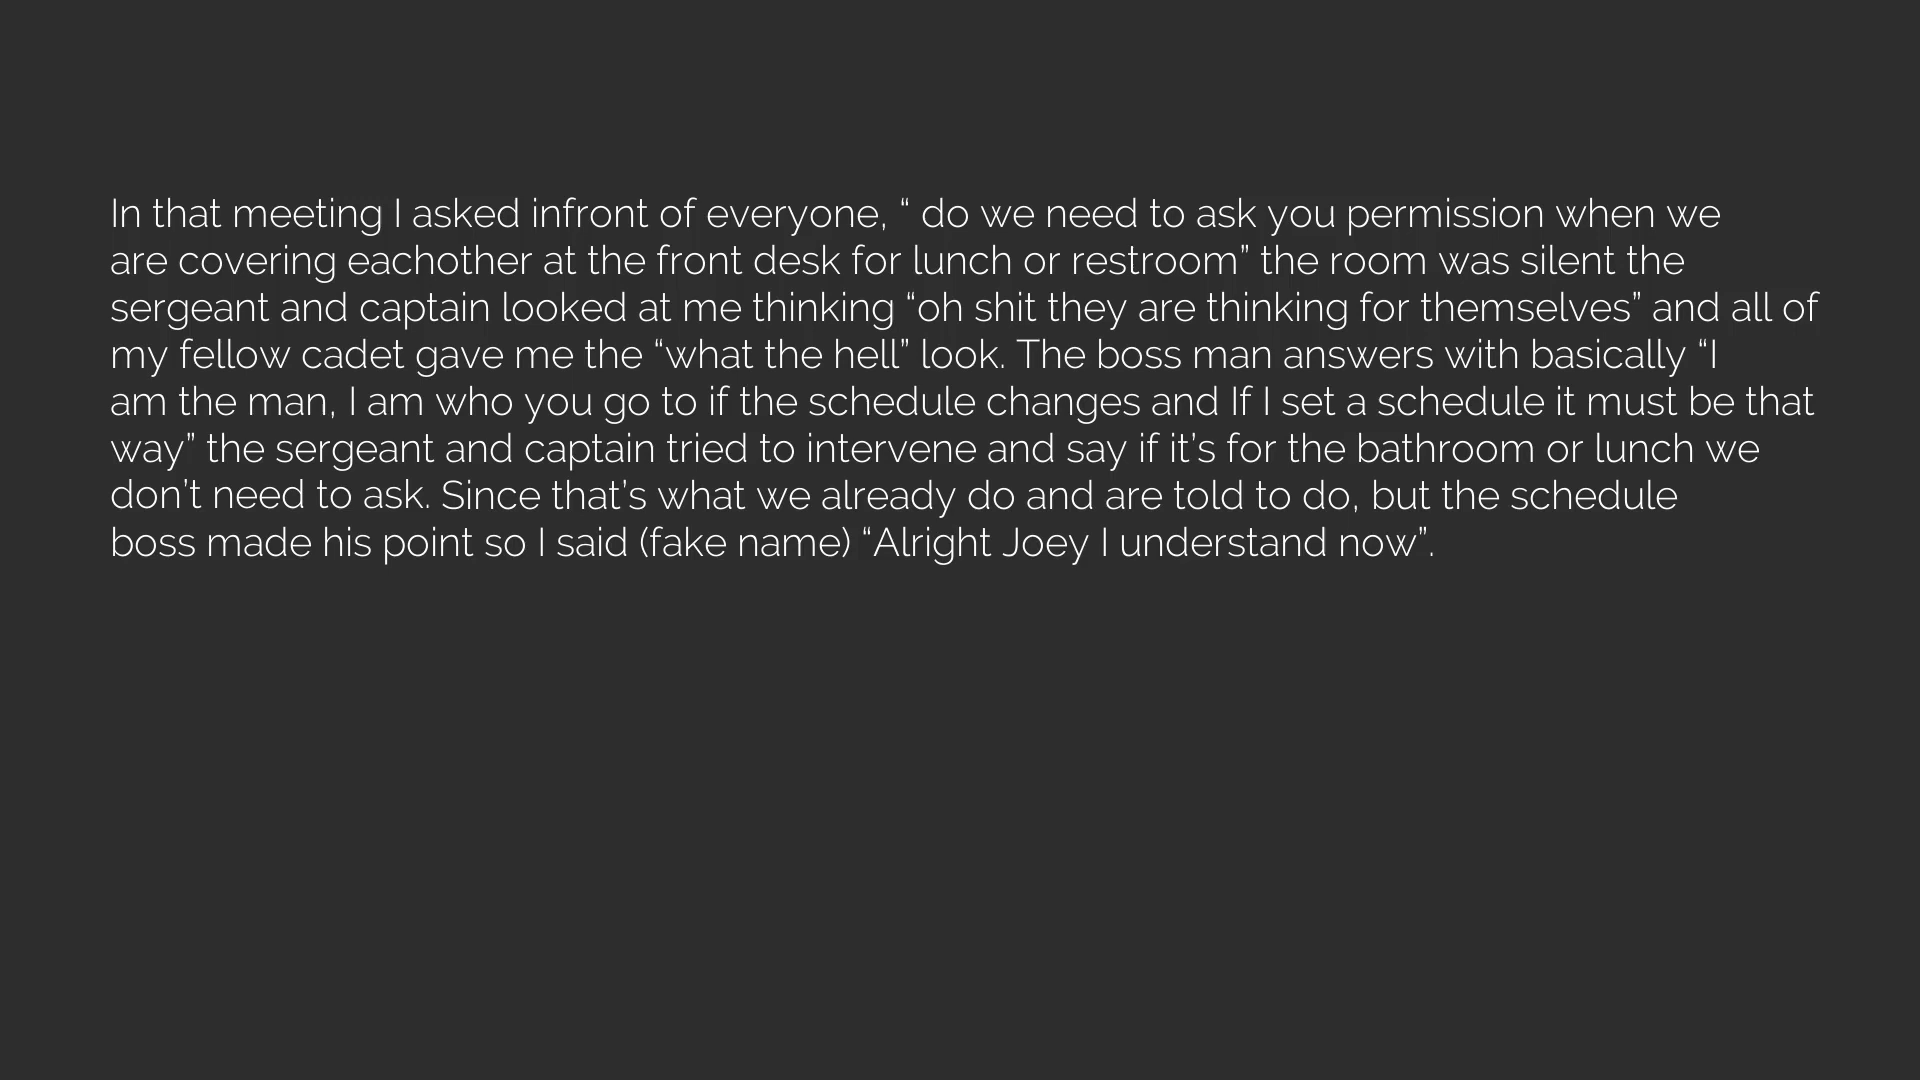 In that meeting I asked infront of everyone, “ do we need to ask you permission when we
are covering eachother at the front desk for lunch or restroom” the room was silent the
sergeant and captain looked at me thinking “oh shit they are thinking for themselves” and all of
my fellow cadet gave me the “what the hell” look. The boss man answers with basically “I
am the man, I am who you go to if the schedule changes and If I set a schedule it must be that
way” the sergeant and captain tried to intervene and say if it’s for the bathroom or lunch we
don’t need to ask. Since that’s what we already do and are told to do, but the schedule
boss made his point so I said (fake name) “Alright Joey I understand now”.